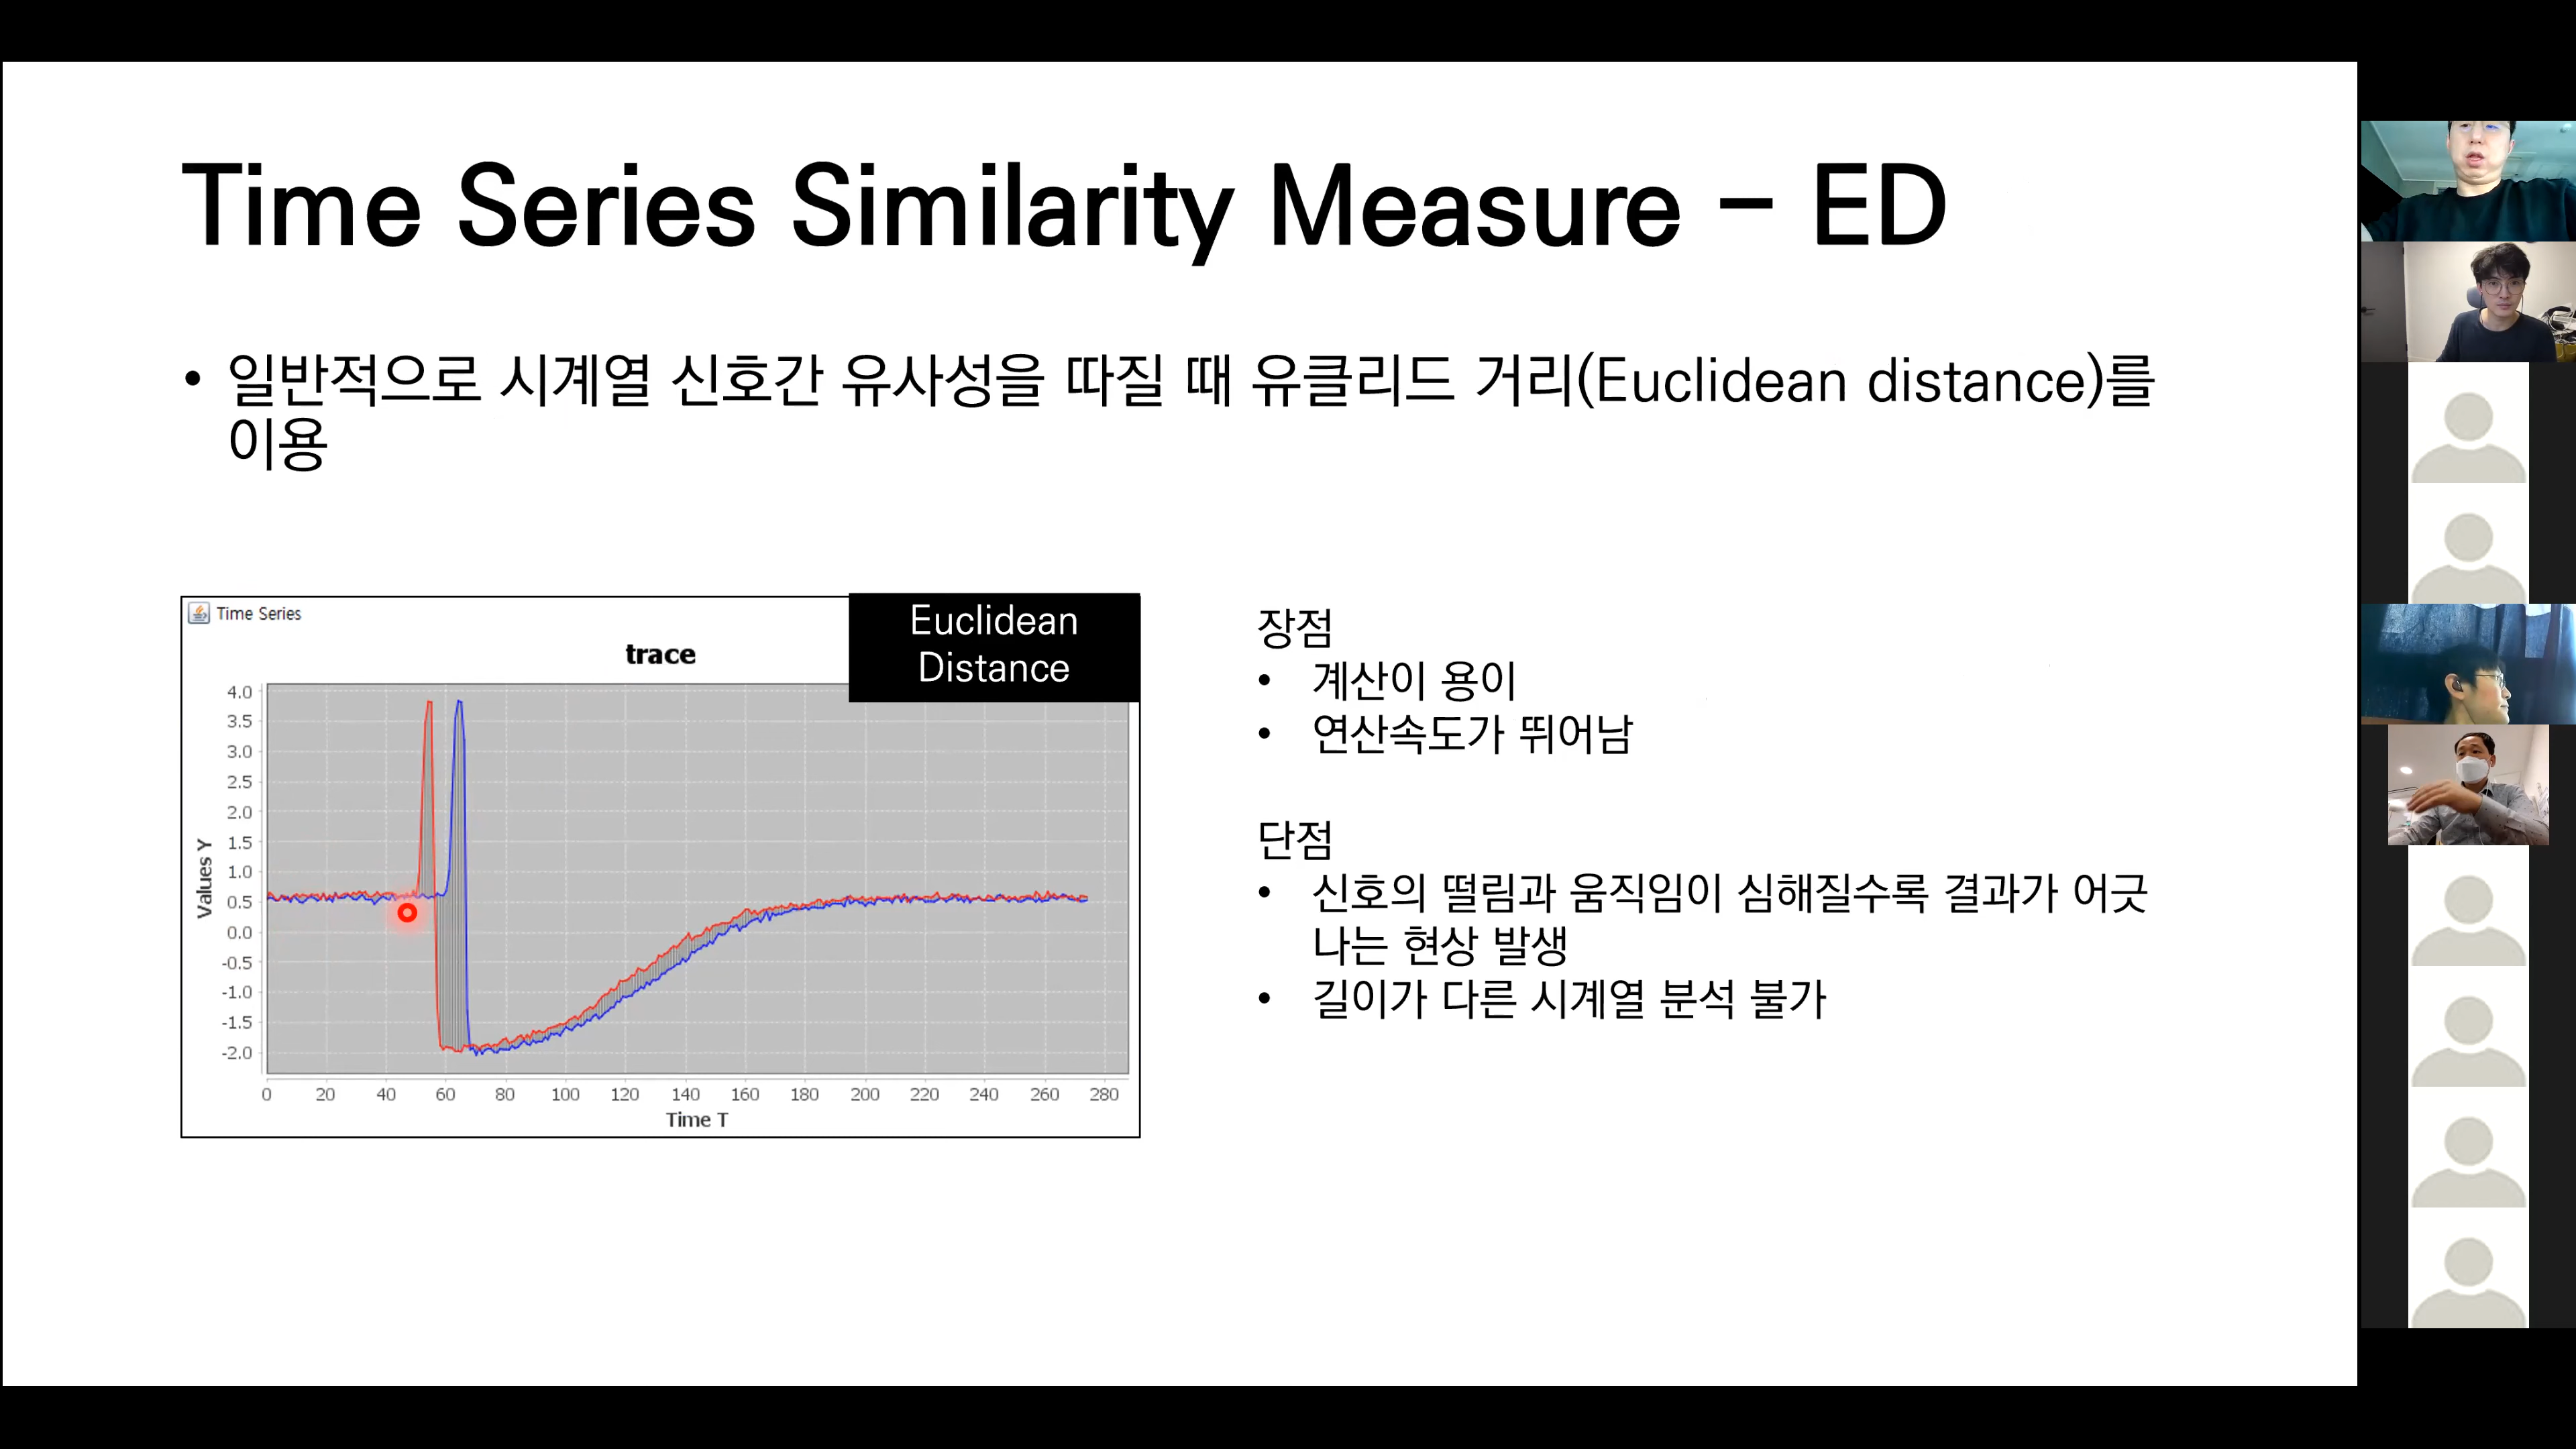 Time Series Similarity Measure - ED
• 일반적으로 시계열 신호간 유사성을 따질 때 유클리드 거리(Euclidean distance)를
이용
Time Series
Euclidean
Distance
trace
4.0
3.5
3.0
2.5
2.0
1.5
1.0
0.5
0.0
-0.5
-1.0
-1.5
-2.0
Values Y
0 20 40 60 80 100 120 140 160 180 200 220 240 260 280
Time T
장점
• 계산이 용이
• 연산속도가 뛰어남
단점
• 신호의 떨림과 움직임이 심해질수록 결과가 어긋
나는 현상 발생
• 길이가 다른 시계열 분석 불가